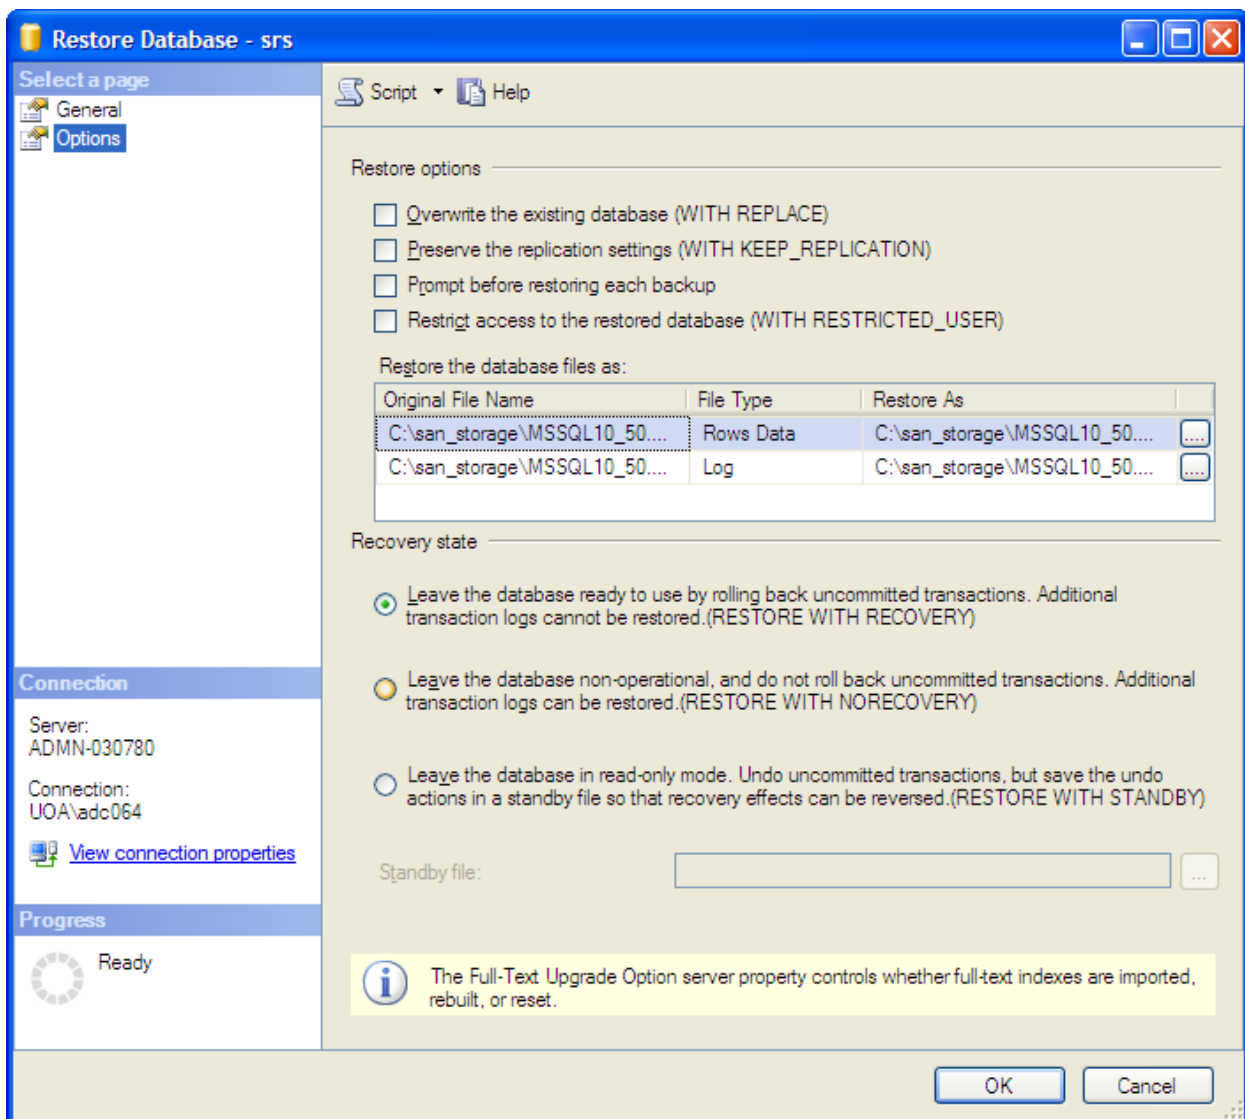 Restore Database - srs
Select a page
General
Options
Script
Help
Restore options
Overwrite the existing database (WITH REPLACE)
Preserve the replication settings (WITH KEEP_REPLICATION)
Prompt before restoring each backup
Restrict access to the restored database (WITH RESTRICTED_USER)
Restore the database files as:
Original File Name File Type Restore As
C:\san_storage\MSSQL10_50.... Rows Data C:\san_storage\MSSQL10_50.... ....
C:\san_storage\MSSQL10_50.... Log C:\san_storage\MSSQL10_50.... ....
Recovery state
Leave the database ready to use by rolling back uncommitted transactions. Additional
transaction logs cannot be restored.(RESTORE WITH RECOVERY)
Leave the database non-operational, and do not roll back uncommitted transactions. Additional
transaction logs can be restored.(RESTORE WITH NORECOVERY)
Leave the database in read-only mode. Undo uncommitted transactions, but save the undo
actions in a standby file so that recovery effects can be reversed.(RESTORE WITH STANDBY)
Standby file:
...
Connection
Server:
ADMN-030780
Connection:
UOA\adc064
View connection properties
Progress
Ready
The Full-Text Upgrade Option server property controls whether full-text indexes are imported,
rebuilt, or reset.
OK
Cancel